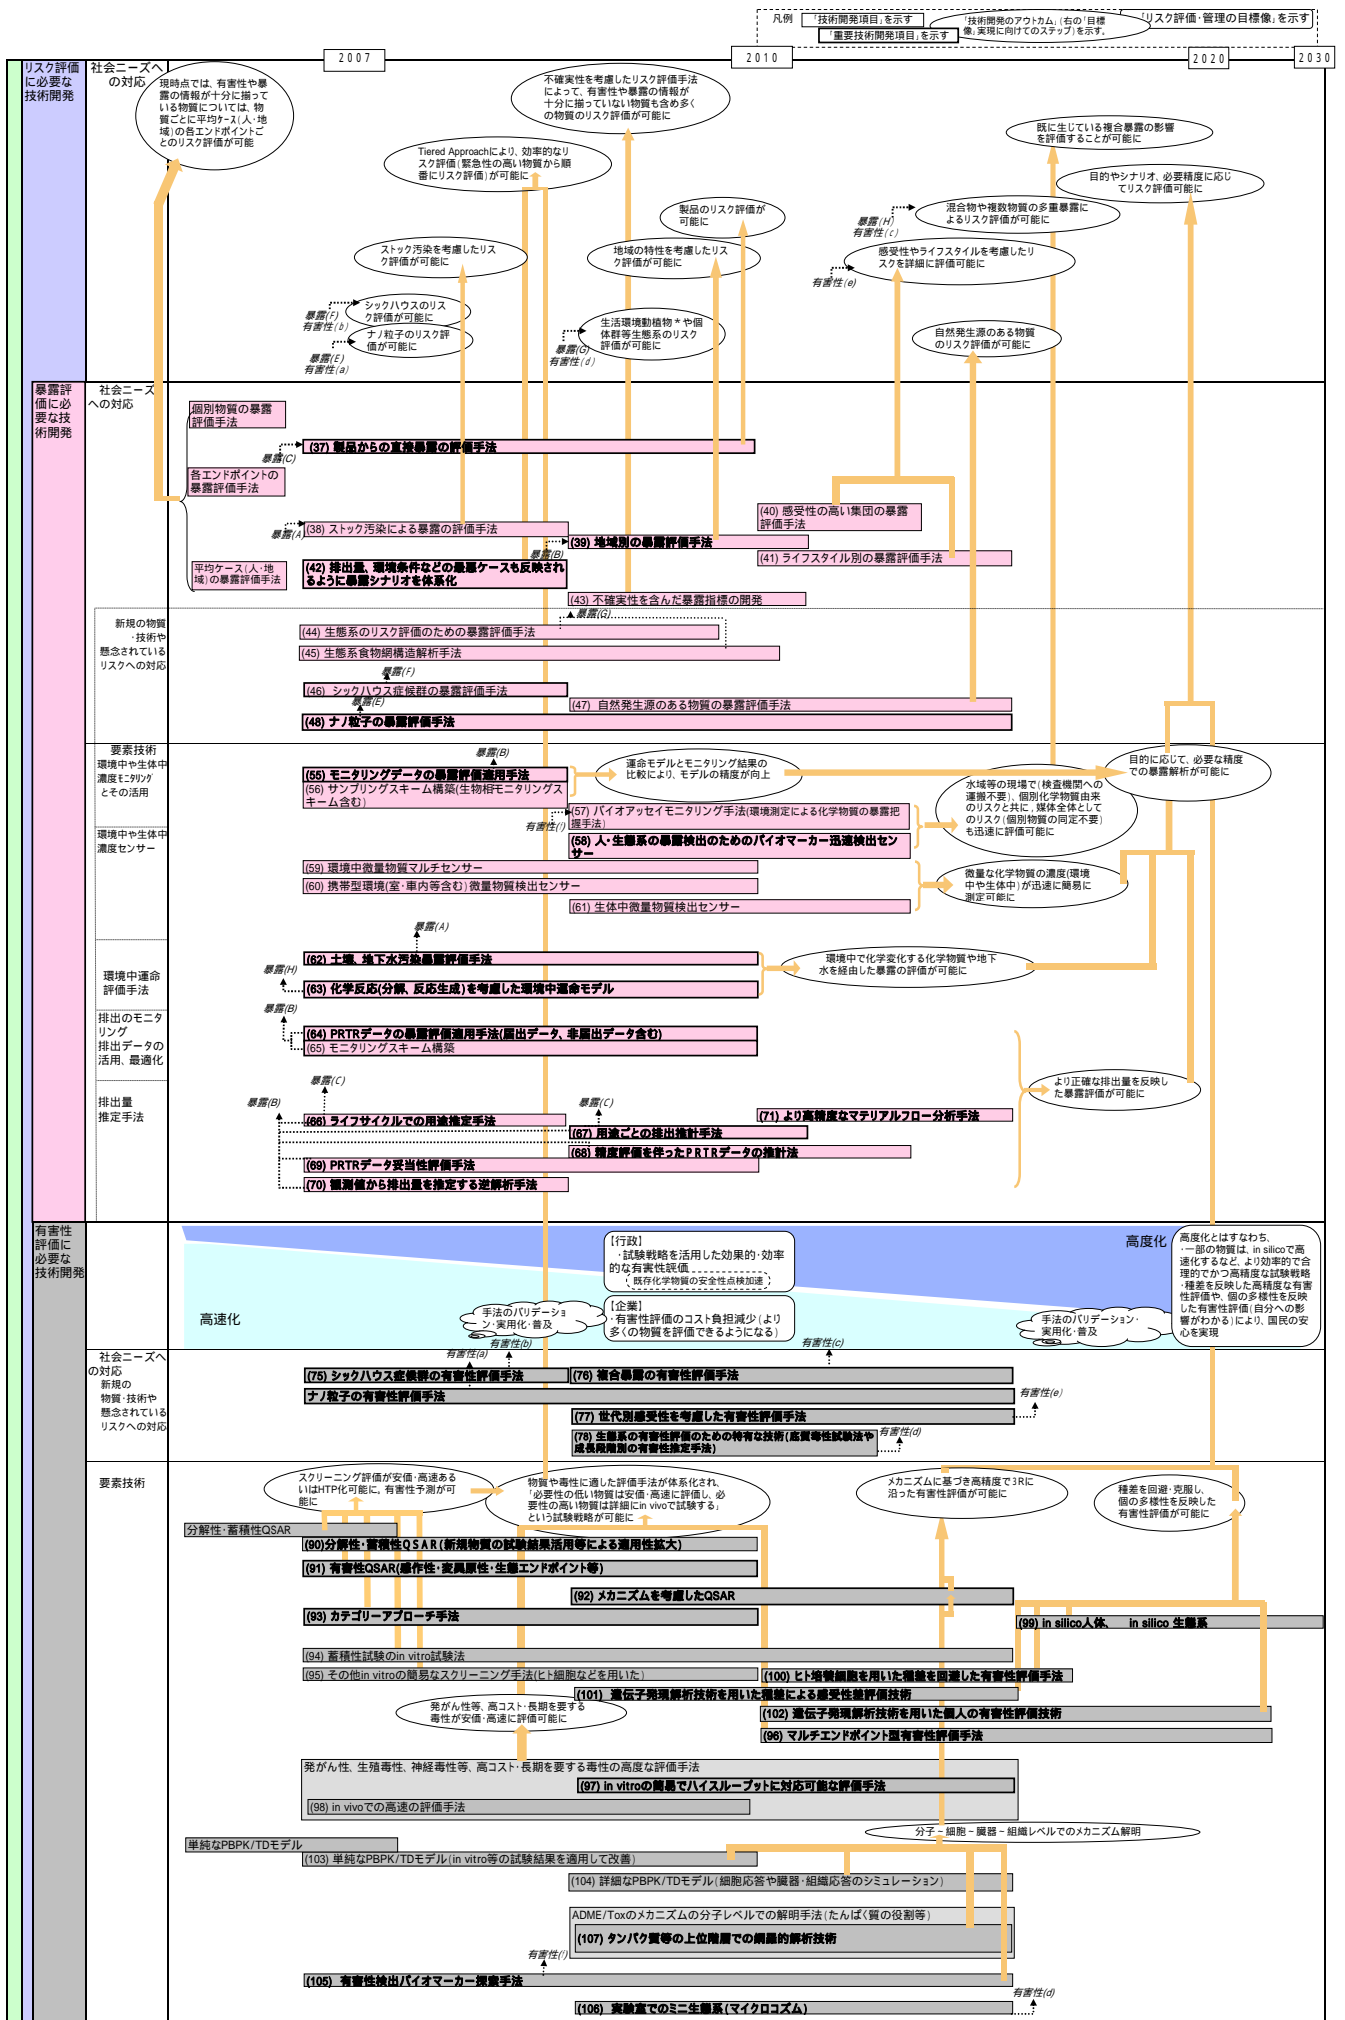 凡例
「技術開発項目」を示す
「重要技術開発項目」を示す
「技術開発のアウトカム」(右の「目標
像」実現に向けてのステップ)を示す。
「リスク評価・管理の目標像」を示す
2007
2010
2020
2030
リスク評価
に必要な
技術開発
社会ニーズへ
の対応
現時点では、有害性や暴
露の情報が十分に揃って
いる物質については、物
質ごとに平均ケース(人・地
域)の各エンドポイントご
とのリスク評価が可能
不確実性を考慮したリスク評価手法
によって、有害性や暴露の情報が
十分に揃っていない物質も含め多く
の物質のリスク評価が可能に
Tiered Approachにより、効率的なリ
スク評価(緊急性の高い物質から順
番にリスク評価)が可能に
既に生じている複合暴露の影響
を評価することが可能に
目的やシナリオ、必要精度に応じ
てリスク評価可能に
製品のリスク評価が
可能に
暴露(H)
有害性(c)
混合物や複数物質の多重暴露に
よるリスク評価が可能に
ストック汚染を考慮したリス
ク評価が可能に
地域の特性を考慮したリス
ク評価が可能に
感受性やライフスタイルを考慮したリ
スクを詳細に評価可能に
有害性(e)
シックハウスのリス
ク評価が可能に
暴露(F)
有害性(b)
ナノ粒子のリスク評
価が可能に
暴露(E)
有害性(a)
生活環境動植物*や個
体群等生態系のリスク
評価が可能に
暴露(G)
有害性(d)
自然発生源のある物質
のリスク評価が可能に
暴露評
価に必
要な技
術開発
社会ニーズ
への対応
個別物質の暴露
評価手法
暴露(C)
(37) 製品からの直接暴露の評価手法
各エンドポイントの
暴露評価手法
暴露(A)
(38) ストック汚染による暴露の評価手法
(40) 感受性の高い集団の暴露
評価手法
(39) 地域別の暴露評価手法
暴露(B)
(41) ライフスタイル別の暴露評価手法
平均ケース(人・地
域)の暴露評価手法
(42) 排出量、環境条件などの最悪ケースも反映され
るように暴露シナリオを体系化
(43) 不確実性を含んだ暴露指標の開発
新規の物質
・技術や
懸念されている
リスクへの対応
暴露(G)
(44) 生態系のリスク評価のための暴露評価手法
(45) 生態系食物網構造解析手法
暴露(F)
(46) シックハウス症候群の暴露評価手法
暴露(E)
(47) 自然発生源のある物質の暴露評価手法
(48) ナノ粒子の暴露評価手法
要素技術
環境中や生体中
濃度モニタリング
とその活用
暴露(B)
(55) モニタリングデータの暴露評価適用手法
(56) サンプリングスキーム構築(生物相モニタリングス
キーム含む)
運命モデルとモニタリング結果の
比較により、モデルの精度が向上
目的に応じて、必要な精度
での暴露解析が可能に
水域等の現場で(検査機関への
運搬不要)、個別化学物質由来
のリスクと共に，媒体全体として
のリスク(個別物質の同定不要)
も迅速に評価可能に
有害性(i)
(57) バイオアッセイモニタリング手法(環境測定による化学物質の暴露把
握手法)
環境中や生体中
濃度センサー
(58) 人・生態系の暴露検出のためのバイオマーカー迅速検出セン
サー
(59) 環境中微量物質マルチセンサー
(60) 携帯型環境(室・車内等含む)微量物質検出センサー
(61) 生体中微量物質検出センサー
微量な化学物質の濃度(環境
中や生体中)が迅速に簡易に
測定可能に
暴露(A)
環境中運命
評価手法
(62) 土壌、地下水汚染暴露評価手法
暴露(H)
(63) 化学反応(分解、反応生成)を考慮した環境中運命モデル
環境中で化学変化する化学物質や地下
水を経由した暴露の評価が可能に
排出のモニタ
リング
排出データの
活用、最適化
暴露(B)
(64) PRTRデータの暴露評価適用手法(届出データ、非届出データ含む)
(65) モニタリングスキーム構築
より正確な排出量を反映し
た暴露評価が可能に
排出量
推定手法
暴露(C)
暴露(B)
暴露(C)
(66) ライフサイクルでの用途推定手法
(71) より高精度なマテリアルフロー分析手法
(67) 用途ごとの排出推計手法
(68) 精度評価を伴ったPRTRデータの推計法
(69) PRTRデータ妥当性評価手法
(70) 観測値から排出量を推定する逆解析手法
有害性
評価に
必要な
技術開発
高速化
【行政】
・試験戦略を活用した効果的・効率
的な有害性評価
既存化学物質の安全性点検加速
【企業】
・有害性評価のコスト負担減少(より
多くの物質を評価できるようになる)
手法のバリデーショ
ン・実用化・普及
高度化
高度化とはすなわち、
・一部の物質は、in silicoで高
速化するなど、より効率的で合
理的でかつ高精度な試験戦略
・種差を反映した高精度な有害
性評価や、個の多様性を反映
した有害性評価(自分への影
響がわかる)により、国民の安
心を実現
手法のバリデーション・
実用化・普及
社会ニーズへ
の対応
新規の
物質・技術や
懸念されている
リスクへの対応
有害性(b)
有害性(a)
有害性(c)
(75) シックハウス症候群の有害性評価手法
(76) 複合暴露の有害性評価手法
ナノ粒子の有害性評価手法
有害性(e)
(77) 世代別感受性を考慮した有害性評価手法
有害性(d)
(78) 生態系の有害性評価のための特有な技術(底質毒性試験法や
成長段階別の有害性推定手法)
要素技術
スクリーニング評価が安価・高速ある
いはHTP化可能に、有害性予測が可
能に
物質や毒性に適した評価手法が体系化され、
「必要性の低い物質は安価・高速に評価し、必
要性の高い物質は詳細にin vivoで試験する」
という試験戦略が可能に
メカニズムに基づき高精度で3Rに
沿った有害性評価が可能に
種差を回避・克服し、
個の多様性を反映した
有害性評価が可能に
分解性・蓄積性QSAR
(90)分解性・蓄積性QSAR(新規物質の試験結果活用等による適用性拡大)
(91) 有害性QSAR(感作性・変異原性・生態エンドポイント等)
(92) メカニズムを考慮したQSAR
(93) カテゴリーアプローチ手法
(99) in silico人体、 in silico 生態系
(94) 蓄積性試験のin vitro試験法
(95) その他in vitroの簡易なスクリーニング手法(ヒト細胞などを用いた)
(100) ヒト培養細胞を用いた種差を回避した有害性評価手法
(101) 遺伝子発現解析技術を用いた種差による感受性差評価技術
(102) 遺伝子発現解析技術を用いた個人の有害性評価技術
発がん性等、高コスト・長期を要する
毒性が安価・高速に評価可能に
(96) マルチエンドポイント型有害性評価手法
発がん性、生殖毒性、神経毒性等、高コスト・長期を要する毒性の高度な評価手法
(97) in vitroの簡易でハイスループットに対応可能な評価手法
(98) in vivoでの高速の評価手法
分子~細胞~臓器~組織レベルでのメカニズム解明
単純なPBPK/TDモデル
(103) 単純なPBPK/TDモデル(in vitro等の試験結果を適用して改善)
(104) 詳細なPBPK/TDモデル(細胞応答や臓器・組織応答のシミュレーション)
ADME/Toxのメカニズムの分子レベルでの解明手法(たんぱく質の役割等)
(107) タンパク質等の上位階層での網羅的解析技術
有害性(i)
(105) 有害性検出バイオマーカー探索手法
有害性(d)
(106) 実験室でのミニ生態系(マイクロコズム)